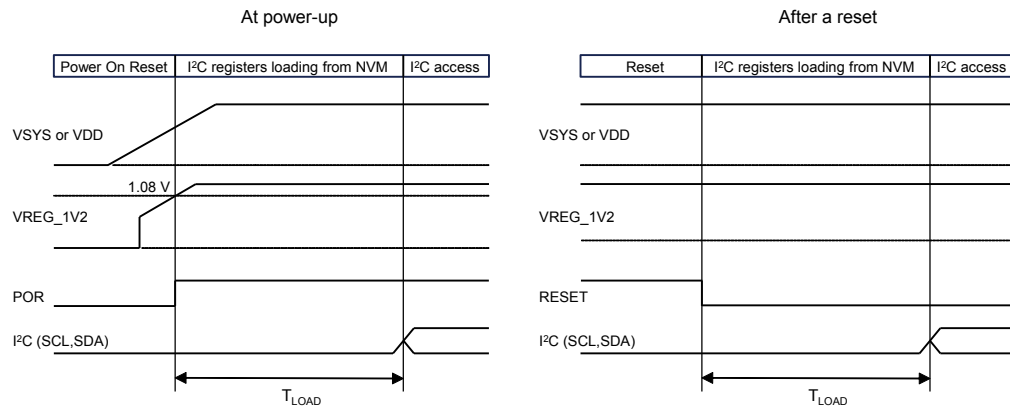 At power-up
Power On Reset I²C registers loading from NVM I²C access
VSYS or VDD
1.08 V
VREG_1V2
POR
I²C (SCL,SDA)
TLOAD
After a reset
Reset I²C registers loading from NVM I²C access
VSYS or VDD
VREG_1V2
RESET
I²C (SCL,SDA)
TLOAD